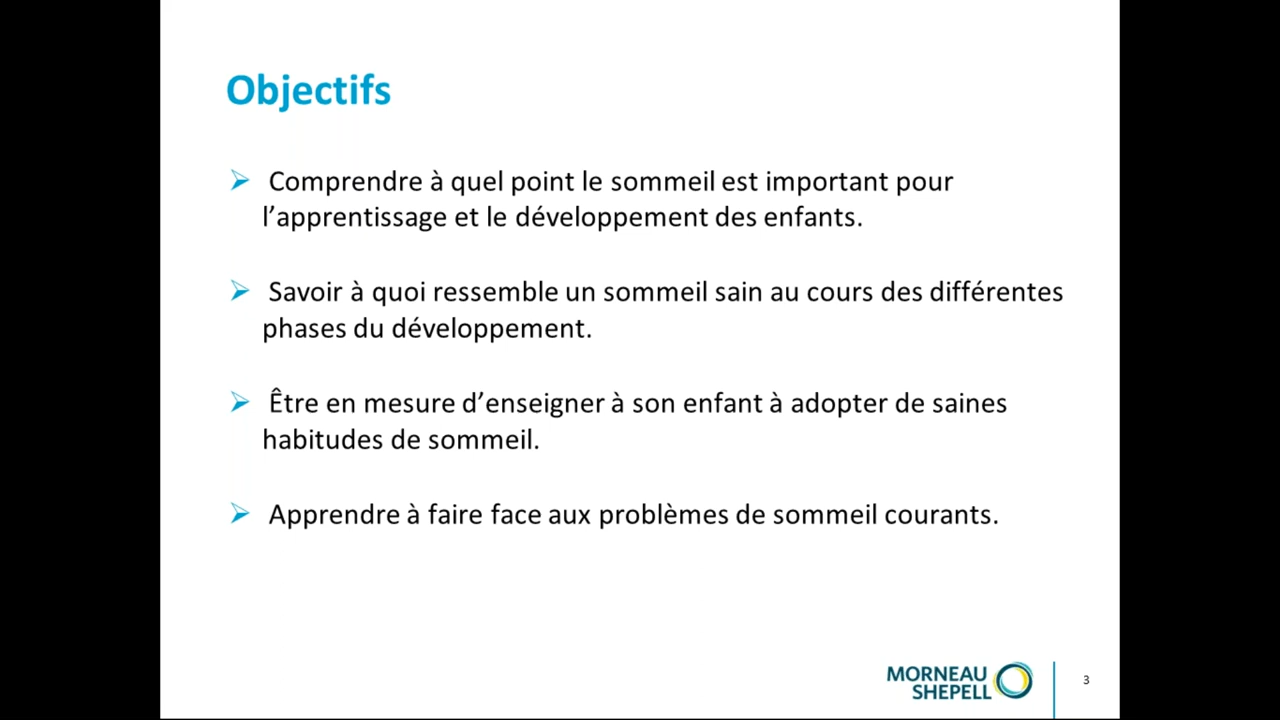 Objectifs
Comprendre à quel point le sommeil est important pour
l’apprentissage et le développement des enfants.
Savoir à quoi ressemble un sommeil sain au cours des différentes
phases du développement.
Être en mesure d’enseigner à son enfant à adopter de saines
habitudes de sommeil.
Apprendre à faire face aux problèmes de sommeil courants.
MORNEAU
SHEPELL
3